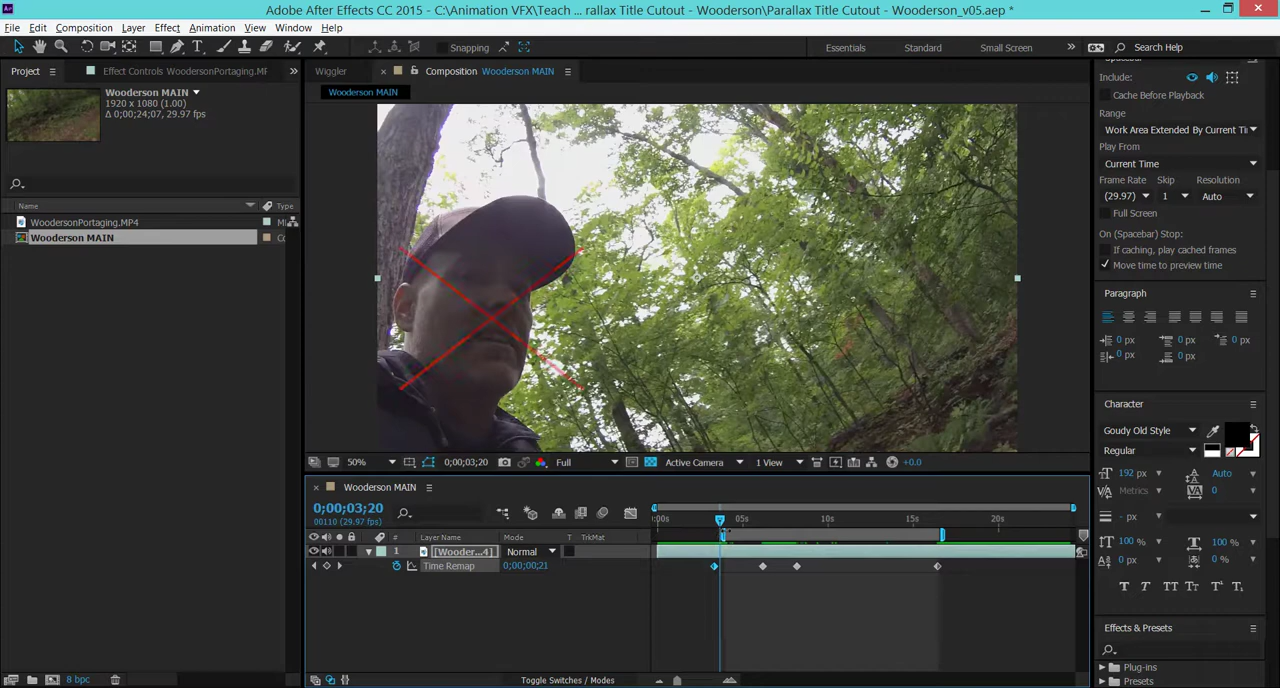 Adobe After Effects CC 2015 - C:\Animation VFX\Teach ... rallax Title Cutout - Wooderson\Parallax Title Cutout - Wooderson_v05.aep *
File Edit Composition Layer Effect Animation View Window Help
Snapping Essentials Standard Small Screen Search Help
Project Effect Controls WoodersonPortaging.MP
Wiggler Composition Wooderson MAIN
Wooderson MAIN
Wooderson MAIN
1920 x 1080 (1.00)
Δ 0;00;24;07, 29.97 fps
Name Type
WoodersonPortaging.MP4
Wooderson MAIN Co
8 bpc
50% 0;00;03;20 Full Active Camera 1 View +0.0
Wooderson MAIN
0;00;03;20
00110 (29.97 fps)
:00s 05s 10s 15s 20s
# Layer Name Mode T TrkMat
1 [Wooder...4] Normal
Time Remap 0;00;00;21
Toggle Switches / Modes
Include:
Cache Before Playback
Range
Work Area Extended By Current Ti
Play From
Current Time
Frame Rate Skip Resolution
(29.97) 1 Auto
Full Screen
On (Spacebar) Stop:
If caching, play cached frames
Move time to preview time
Paragraph
0 px 0 px 0 px
0 px 0 px
Character
Goudy Old Style
Regular
192 px Auto
Metrics 0
- px
100 % 100 %
0 px 0 %
T T TT Tt T¹ T₁
Effects & Presets
Plug-ins
Presets